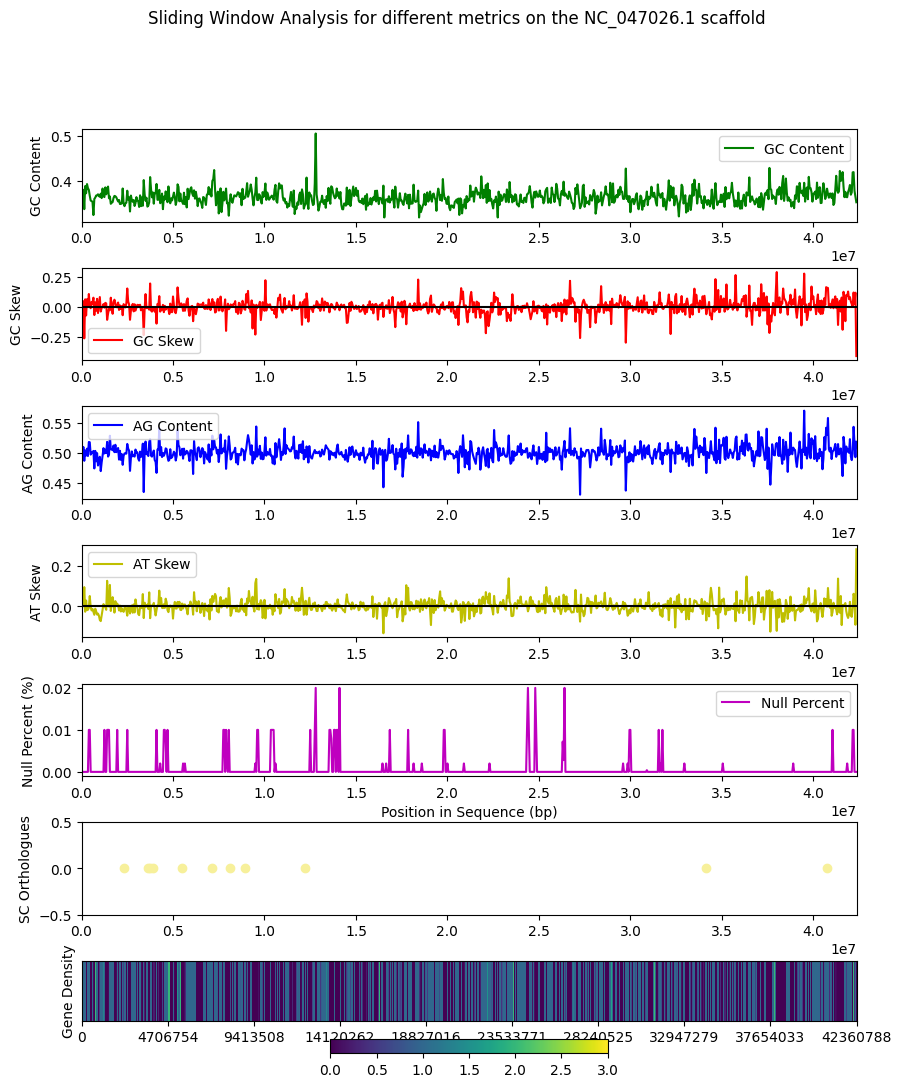 Sliding Window Analysis for different metrics on the NC_047026.1 scaffold
GC Content
0.5
0.4
GC Content
0.0 0.5 1.0 1.5 2.0 2.5 3.0 3.5 4.0
1e7
GC Skew
0.25
0.00
−0.25
GC Skew
0.0 0.5 1.0 1.5 2.0 2.5 3.0 3.5 4.0
1e7
AG Content
0.55
0.50
0.45
AG Content
0.0 0.5 1.0 1.5 2.0 2.5 3.0 3.5 4.0
1e7
AT Skew
0.2
0.0
AT Skew
0.0 0.5 1.0 1.5 2.0 2.5 3.0 3.5 4.0
1e7
Null Percent (%)
0.02
0.01
0.00
Null Percent
0.0 0.5 1.0 1.5 2.0 2.5 3.0 3.5 4.0
Position in Sequence (bp)
1e7
SC Orthologues
0.5
0.0
−0.5
0.0 0.5 1.0 1.5 2.0 2.5 3.0 3.5 4.0
1e7
Gene Density
0 4706754 9413508 14120262 18827016 23533771 28240525 32947279 37654033 42360788
0.0 0.5 1.0 1.5 2.0 2.5 3.0